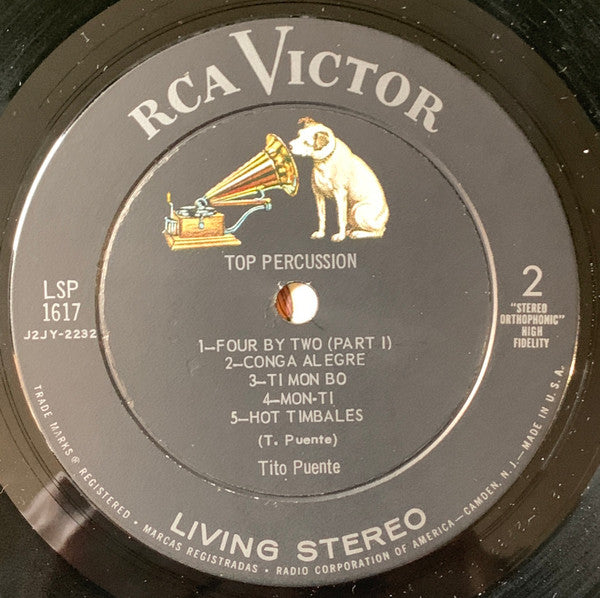 RCA VICTOR
TOP PERCUSSION
LSP
1617
J2JY-2232
2
"STEREO
ORTHOPHONIC"
HIGH
FIDELITY
1—FOUR BY TWO (PART I)
2—CONGA ALEGRE
3—TI MON BO
4—MON-TI
5—HOT TIMBALES
(T. Puente)
Tito Puente
LIVING STEREO
TRADE MARKS ® REGISTERED • MARCAS REGISTRADAS • RADIO CORPORATION OF AMERICA—CAMDEN, N. J.—MADE IN U.S.A.